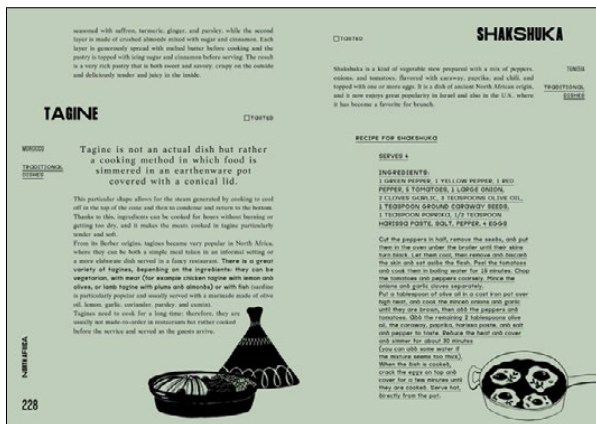 seasoned with saffron, turmeric, ginger, and parsley, while the second
layer is made of crushed almonds mixed with sugar and cinnamon. Each
layer is generously spread with melted butter before cooking and the
pastry is topped with icing sugar and cinnamon before serving. The result
is a very rich pastry that is both sweet and savory, crispy on the outside
and deliciously tender and juicy in the inside.
TAGINE
TASTED
MOROCCO
TRADITIONAL
DISHES
Tagine is not an actual dish but rather
a cooking method in which food is
simmered in an earthenware pot
covered with a conical lid.
This particular shape allows for the steam generated by cooking to cool
off in the top of the cone and then to condense and return to the bottom.
Thanks to this, ingredients can be cooked for hours without burning or
getting too dry, and it makes the meats cooked in tagine particularly
tender and soft.
From its Berber origins, tagines became very popular in North Africa,
where they can be both a simple meal taken in an informal setting or
a more elaborate dish served in a fancy restaurant. There is a great
variety of tagines, depending on the ingredients: they can be
vegetarian, with meat (for example chicken tagine with lemon and
olives, or lamb tagine with plums and almonds) or with fish (sardine
is particularly popular and usually served with a marinade made of olive
oil, lemon, garlic, coriander, parsley, and cumin).
Tagines need to cook for a long time; therefore, they are
usually not made-to-order in restaurants but rather cooked
before the service and served as the guests arrive.
NORTH AFRICA
228
TASTED
SHAKSHUKA
Shakshuka is a kind of vegetable stew prepared with a mix of peppers,
onions, and tomatoes, flavored with caraway, paprika, and chili, and
topped with one or more eggs. It is a dish of ancient North African origin,
and it now enjoys great popularity in Israel and also in the U.S., where
it has become a favorite for brunch.
TUNISIA
TRADITIONAL
DISHES
RECIPE FOR SHAKSHUKA
SERVES 4
INGREDIENTS:
1 GREEN PEPPER, 1 YELLOW PEPPER, 1 RED
PEPPER, 5 TOMATOES, 1 LARGE ONION,
2 CLOVES GARLIC, 3 TEASPOONS OLIVE OIL,
1 TEASPOON GROUND CARAWAY SEEDS,
1 TEASPOON PAPRIKA, 1/2 TEASPOON
HARISSA PASTE, SALT, PEPPER, 4 EGGS
Cut the peppers in half, remove the seeds, and put
them in the oven under the broiler until their skins
turn black. Let them cool, then remove and discard
the skin and set aside the flesh. Peel the tomatoes
and cook them in boiling water for 15 minutes. Chop
the tomatoes and peppers coarsely. Mince the
onions and garlic cloves separately.
Put a tablespoon of olive oil in a cast iron pot over
high heat, and cook the minced onions and garlic
until they are brown, then add the peppers and
tomatoes. Add the remaining 2 tablespoons olive
oil, the caraway, paprika, harissa paste, and salt
and pepper to taste. Reduce the heat and cover
and simmer for about 30 minutes
(you can add some water if
the mixture seems too thick).
When the dish is cooked,
crack the eggs on top and
cover for a few minutes until
they are cooked. Serve hot,
directly from the pot.